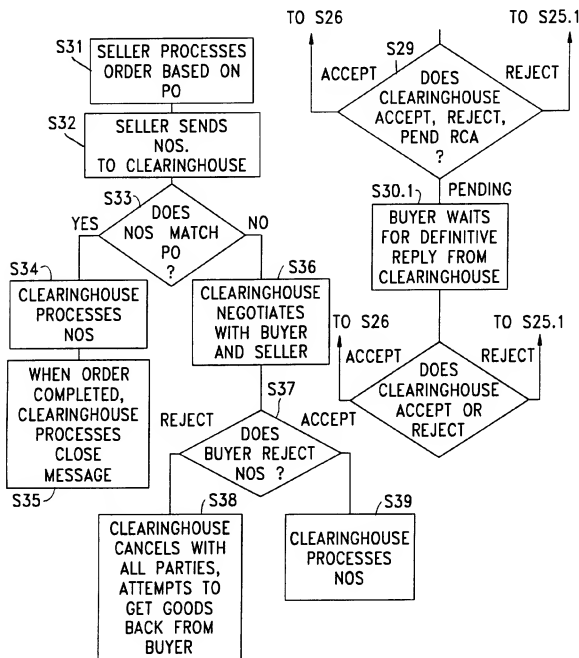 S31
SELLER PROCESSES
ORDER BASED ON
PO
S32
SELLER SENDS
NOS.
TO CLEARINGHOUSE
S33
DOES
NOS MATCH
PO
?
YES
NO
S34
CLEARINGHOUSE
PROCESSES
NOS
WHEN ORDER
COMPLETED,
CLEARINGHOUSE
PROCESSES
CLOSE
MESSAGE
S35
S36
CLEARINGHOUSE
NEGOTIATES
WITH BUYER
AND SELLER
S37
REJECT
ACCEPT
DOES
BUYER REJECT
NOS ?
S38
CLEARINGHOUSE
CANCELS WITH
ALL PARTIES,
ATTEMPTS TO
GET GOODS
BACK FROM
BUYER
S39
CLEARINGHOUSE
PROCESSES
NOS
TO S26
TO S25.1
S29
ACCEPT
REJECT
DOES
CLEARINGHOUSE
ACCEPT, REJECT,
PEND RCA
?
S30.1
PENDING
BUYER WAITS
FOR DEFINITIVE
REPLY FROM
CLEARINGHOUSE
TO S26
TO S25.1
ACCEPT
REJECT
DOES
CLEARINGHOUSE
ACCEPT OR
REJECT